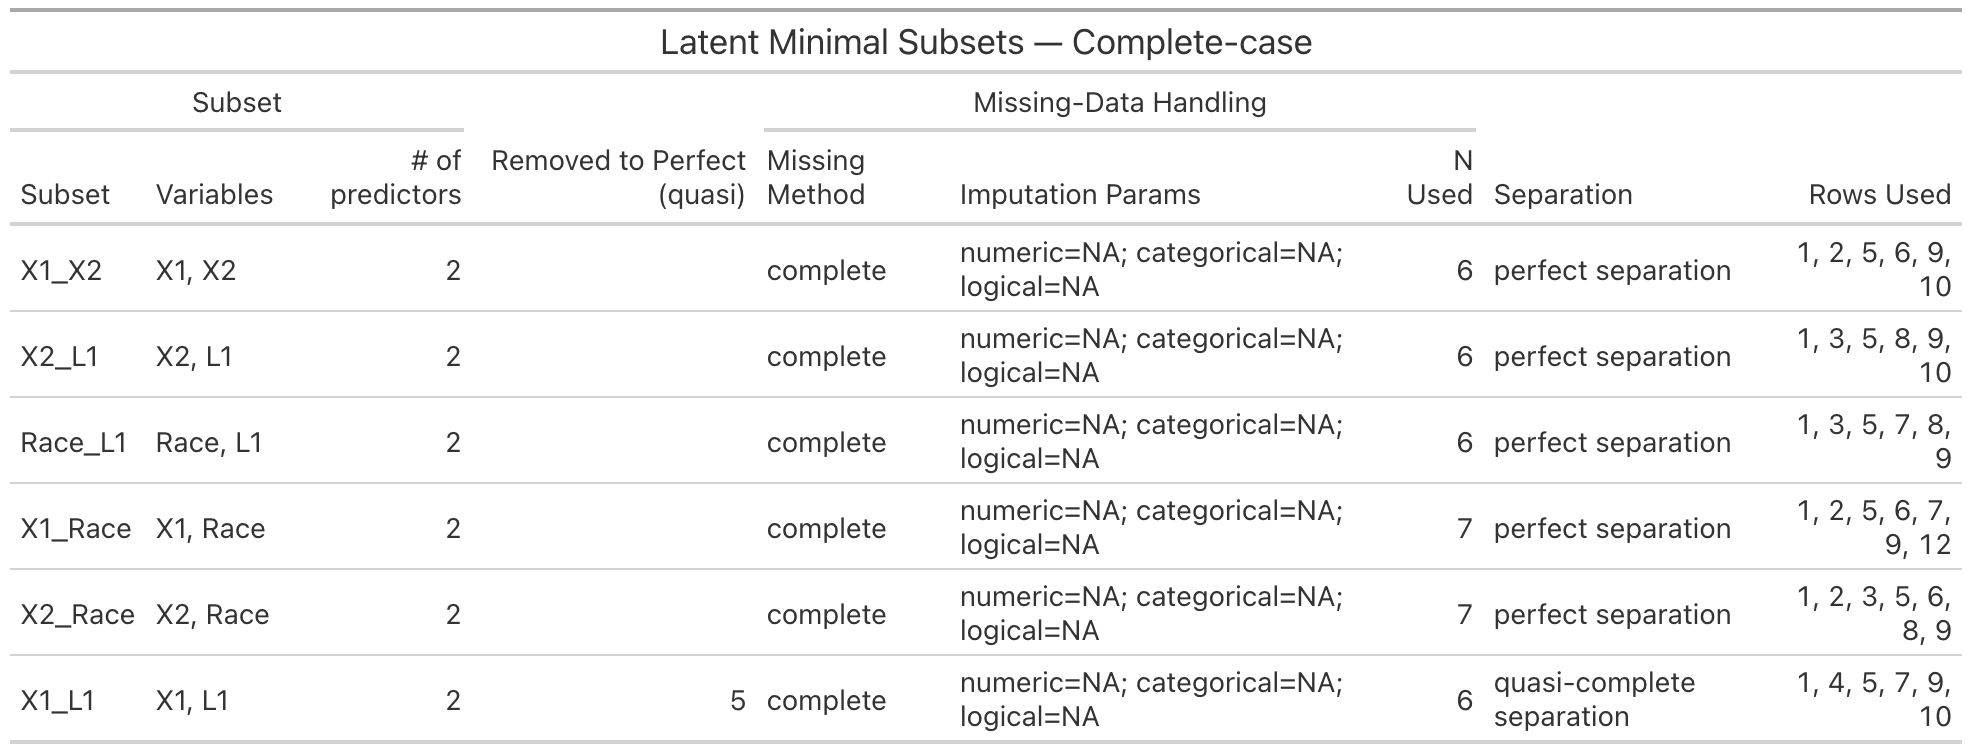 Latent Minimal Subsets — Complete-case
Subset Missing-Data Handling
# of Removed to Perfect Missing N
Subset Variables predictors (quasi) Method Imputation Params Used Separation Rows Used
X1_X2 X1, X2 2 complete numeric=NA; categorical=NA; 6 perfect separation 1, 2, 5, 6, 9,
logical=NA 10
X2_L1 X2, L1 2 complete numeric=NA; categorical=NA; 6 perfect separation 1, 3, 5, 8, 9,
logical=NA 10
Race_L1 Race, L1 2 complete numeric=NA; categorical=NA; 6 perfect separation 1, 3, 5, 7, 8,
logical=NA 9
X1_Race X1, Race 2 complete numeric=NA; categorical=NA; 7 perfect separation 1, 2, 5, 6, 7,
logical=NA 9, 12
X2_Race X2, Race 2 complete numeric=NA; categorical=NA; 7 perfect separation 1, 2, 3, 5, 6,
logical=NA 8, 9
X1_L1 X1, L1 2 5 complete numeric=NA; categorical=NA; 6 quasi-complete 1, 4, 5, 7, 9,
logical=NA separation 10